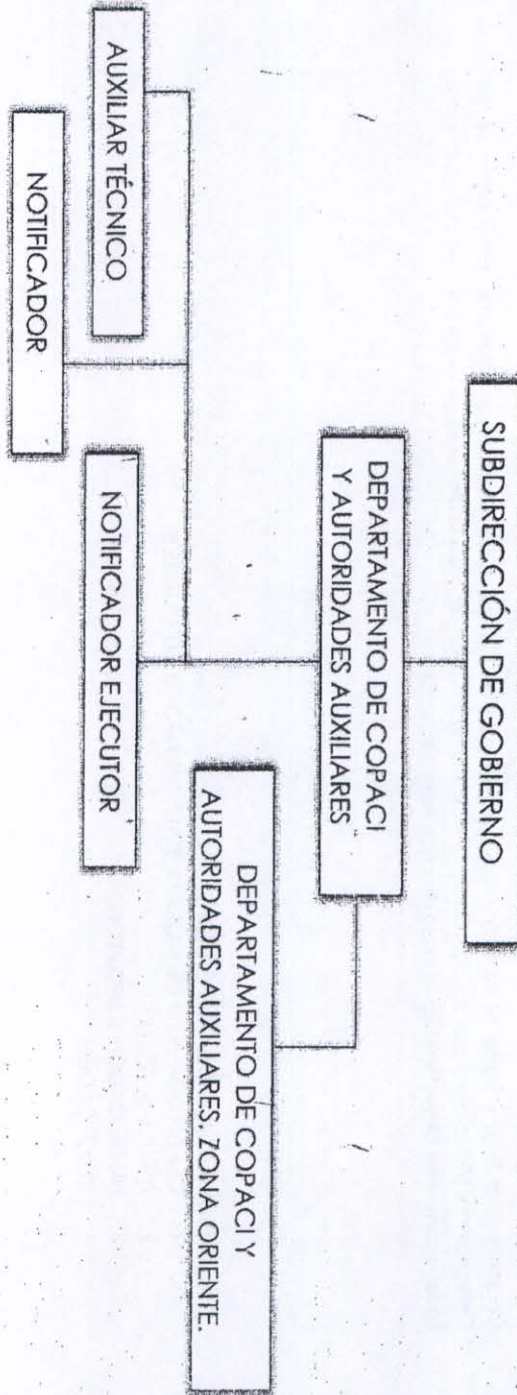 SUBDIRECCIÓN DE GOBIERNO
DEPARTAMENTO DE COPACI
Y AUTORIDADES AUXILIARES
DEPARTAMENTO DE COPACI Y
AUTORIDADES AUXILIARES, ZONA ORIENTE.
AUXILIAR TÉCNICO
NOTIFICADOR EJECUTOR
NOTIFICADOR